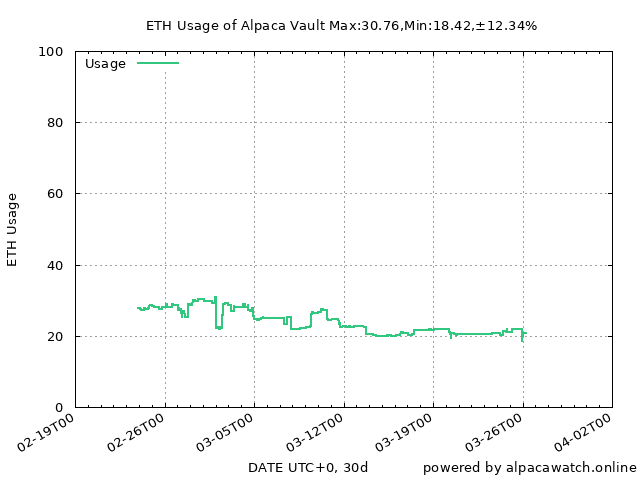 ETH Usage of Alpaca Vault Max:30.76,Min:18.42,±12.34%
Usage
100
80
60
40
20
0
ETH Usage
02-19T00
02-26T00
03-05T00
03-12T00
03-19T00
03-26T00
04-02T00
DATE UTC+0, 30d
powered by alpacawatch.online